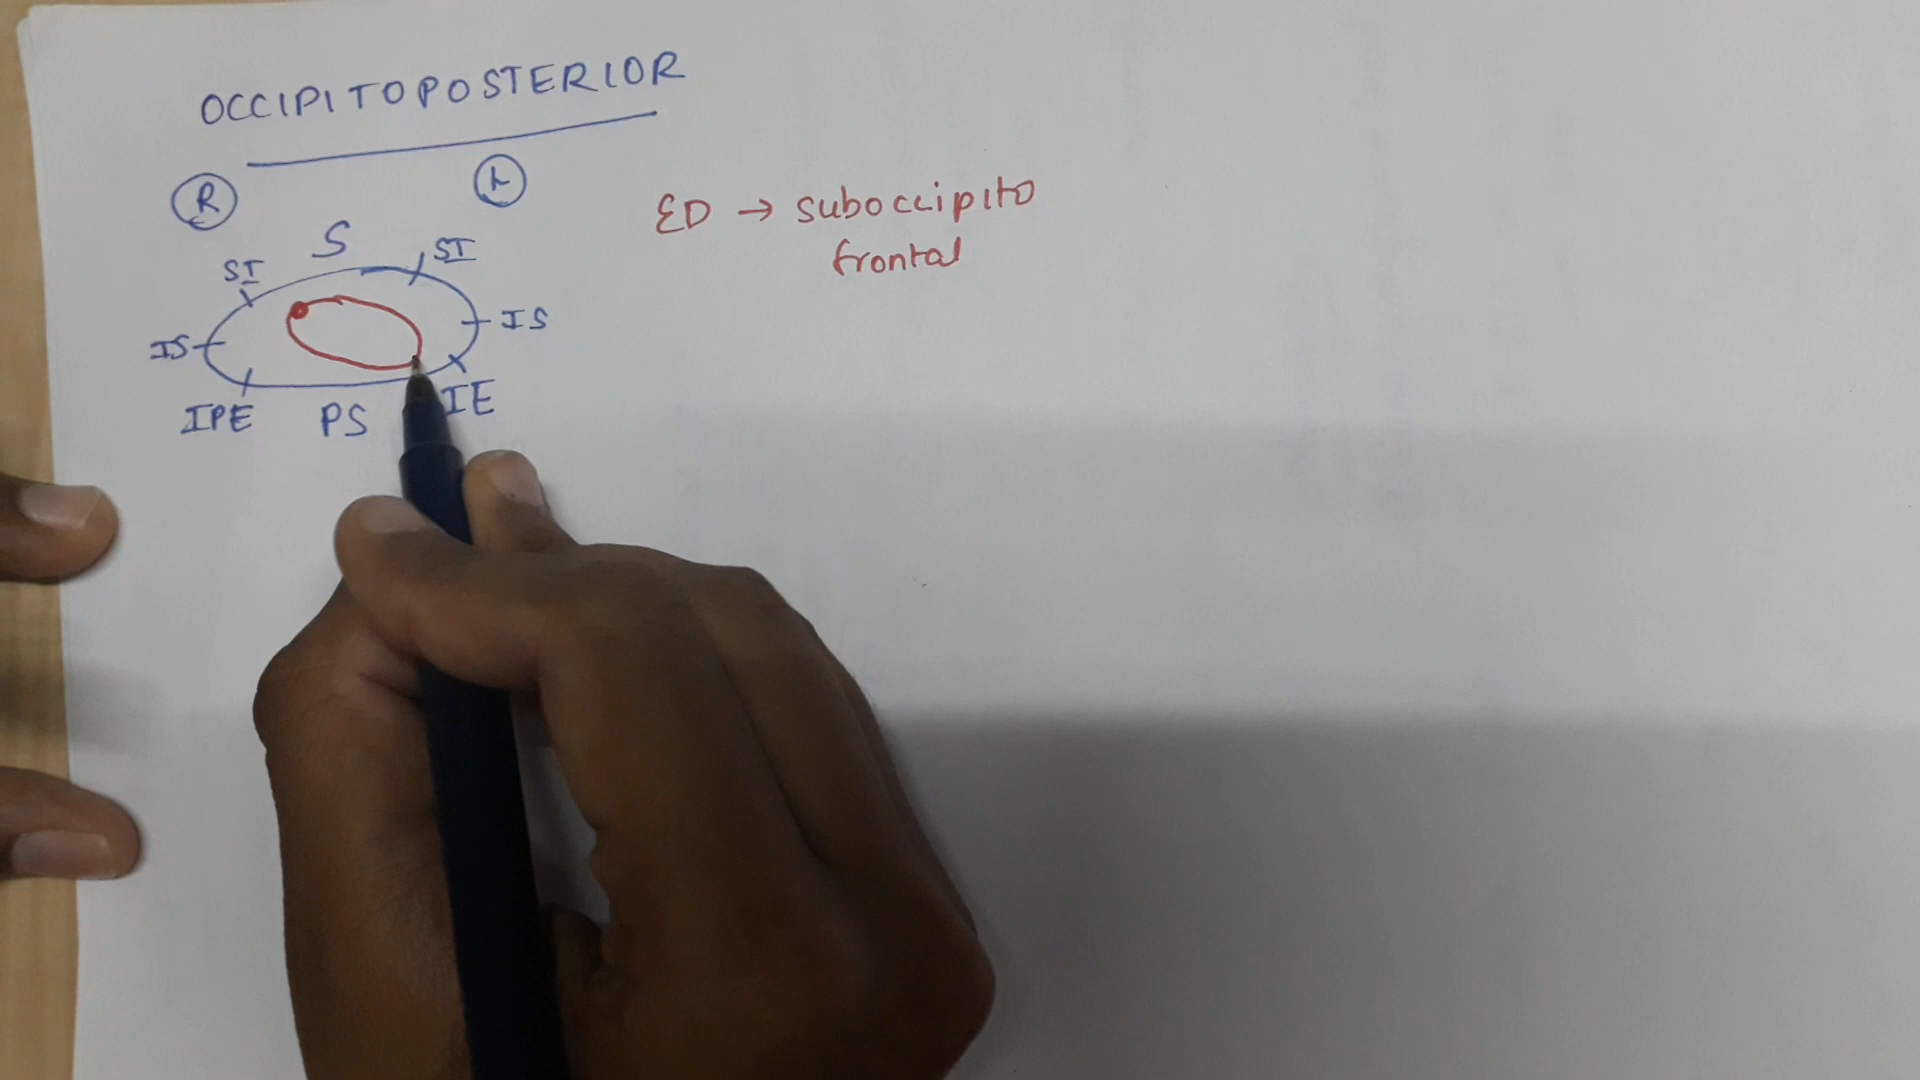 OCCIPITOPOSTERIOR
R
L
S
ST
ST
IS
IS
IPE
PS
IE
ED → suboccipito
frontal